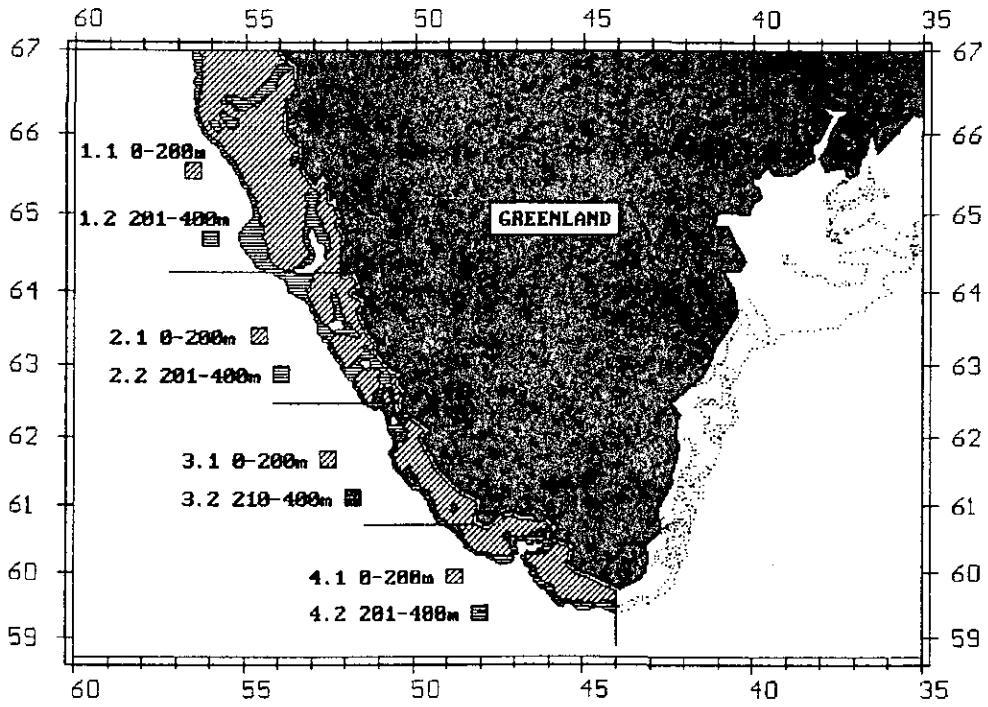 60 55 50 45 40 35
67 67
66 66
1.1 0-200m
65 65
1.2 201-400m
GREENLAND
64 64
2.1 0-200m
63 63
2.2 201-400m
62 62
3.1 0-200m
61 61
3.2 210-400m
60 60
4.1 0-200m
4.2 201-400m
59 59
60 55 50 45 40 35